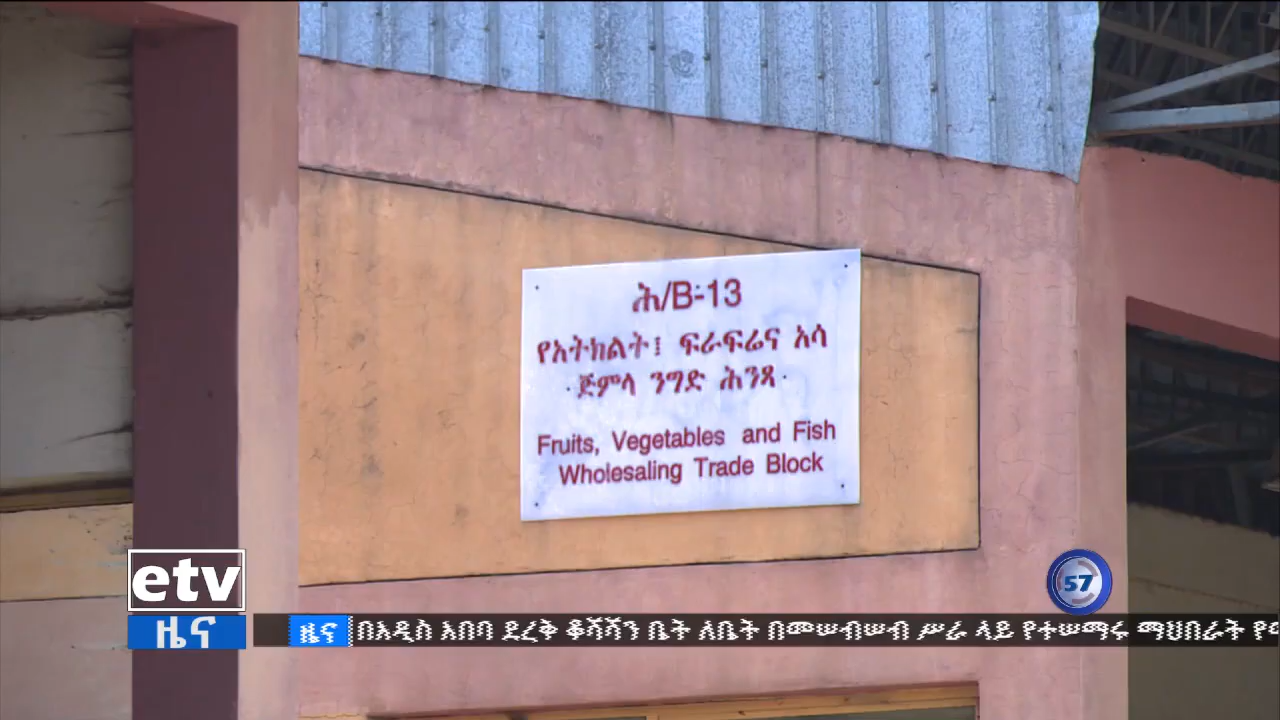 ሕ/B-13
የአትክልት፤ ፍራፍሬና አሳ
ጅምላ ንግድ ሕንጻ
Fruits, Vegetables and Fish
Wholesaling Trade Block
etv
ዜና
57
ዜና
በአዲስ አበባ ደረቅ ቆሻሻን ቤት ለቤት በመሠብሠብ ሥራ ላይ የተሠማሩ ማህበራት